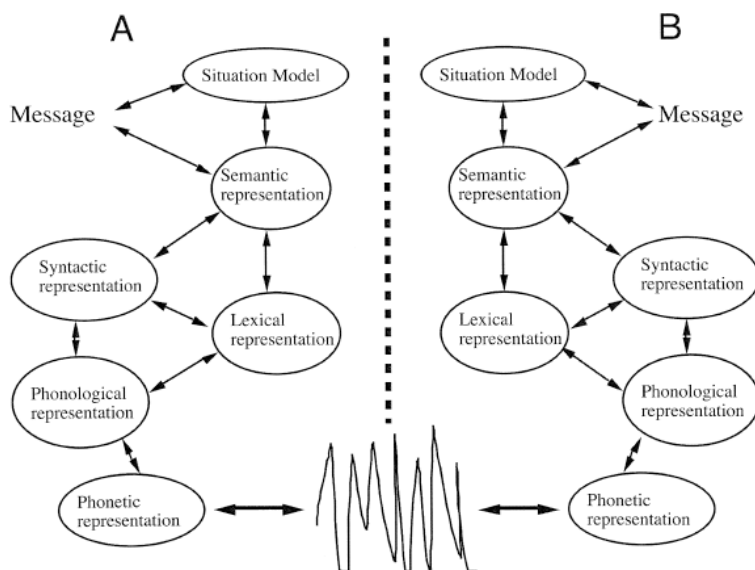 A
B
Situation Model
Situation Model
Message
Message
Semantic
representation
Semantic
representation
Syntactic
representation
Syntactic
representation
Lexical
representation
Lexical
representation
Phonological
representation
Phonological
representation
Phonetic
representation
Phonetic
representation